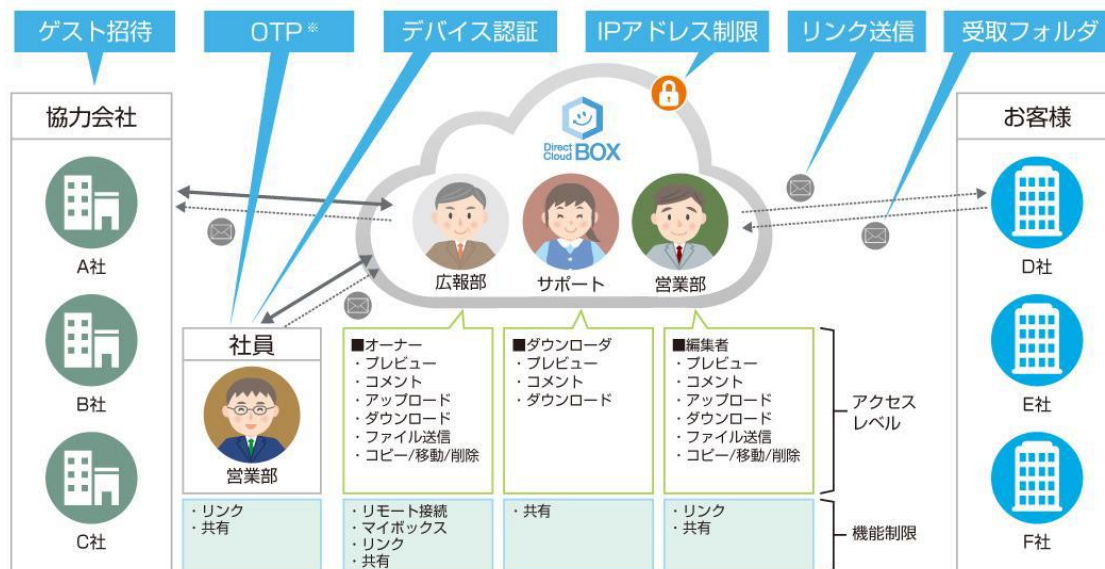 ゲスト招待
OTP※
デバイス認証
IPアドレス制限
リンク送信
受取フォルダ
協力会社
A社
B社
C社
Direct
Cloud BOX
広報部
サポート
営業部
お客様
D社
E社
F社
社員
営業部
■オーナー
・プレビュー
・コメント
・アップロード
・ダウンロード
・ファイル送信
・コピー/移動/削除
■ダウンローダ
・プレビュー
・コメント
・ダウンロード
■編集者
・プレビュー
・コメント
・アップロード
・ダウンロード
・ファイル送信
・コピー/移動/削除
アクセス
レベル
・リンク
・共有
・リモート接続
・マイボックス
・リンク
・共有
・共有
・リンク
・共有
機能制限